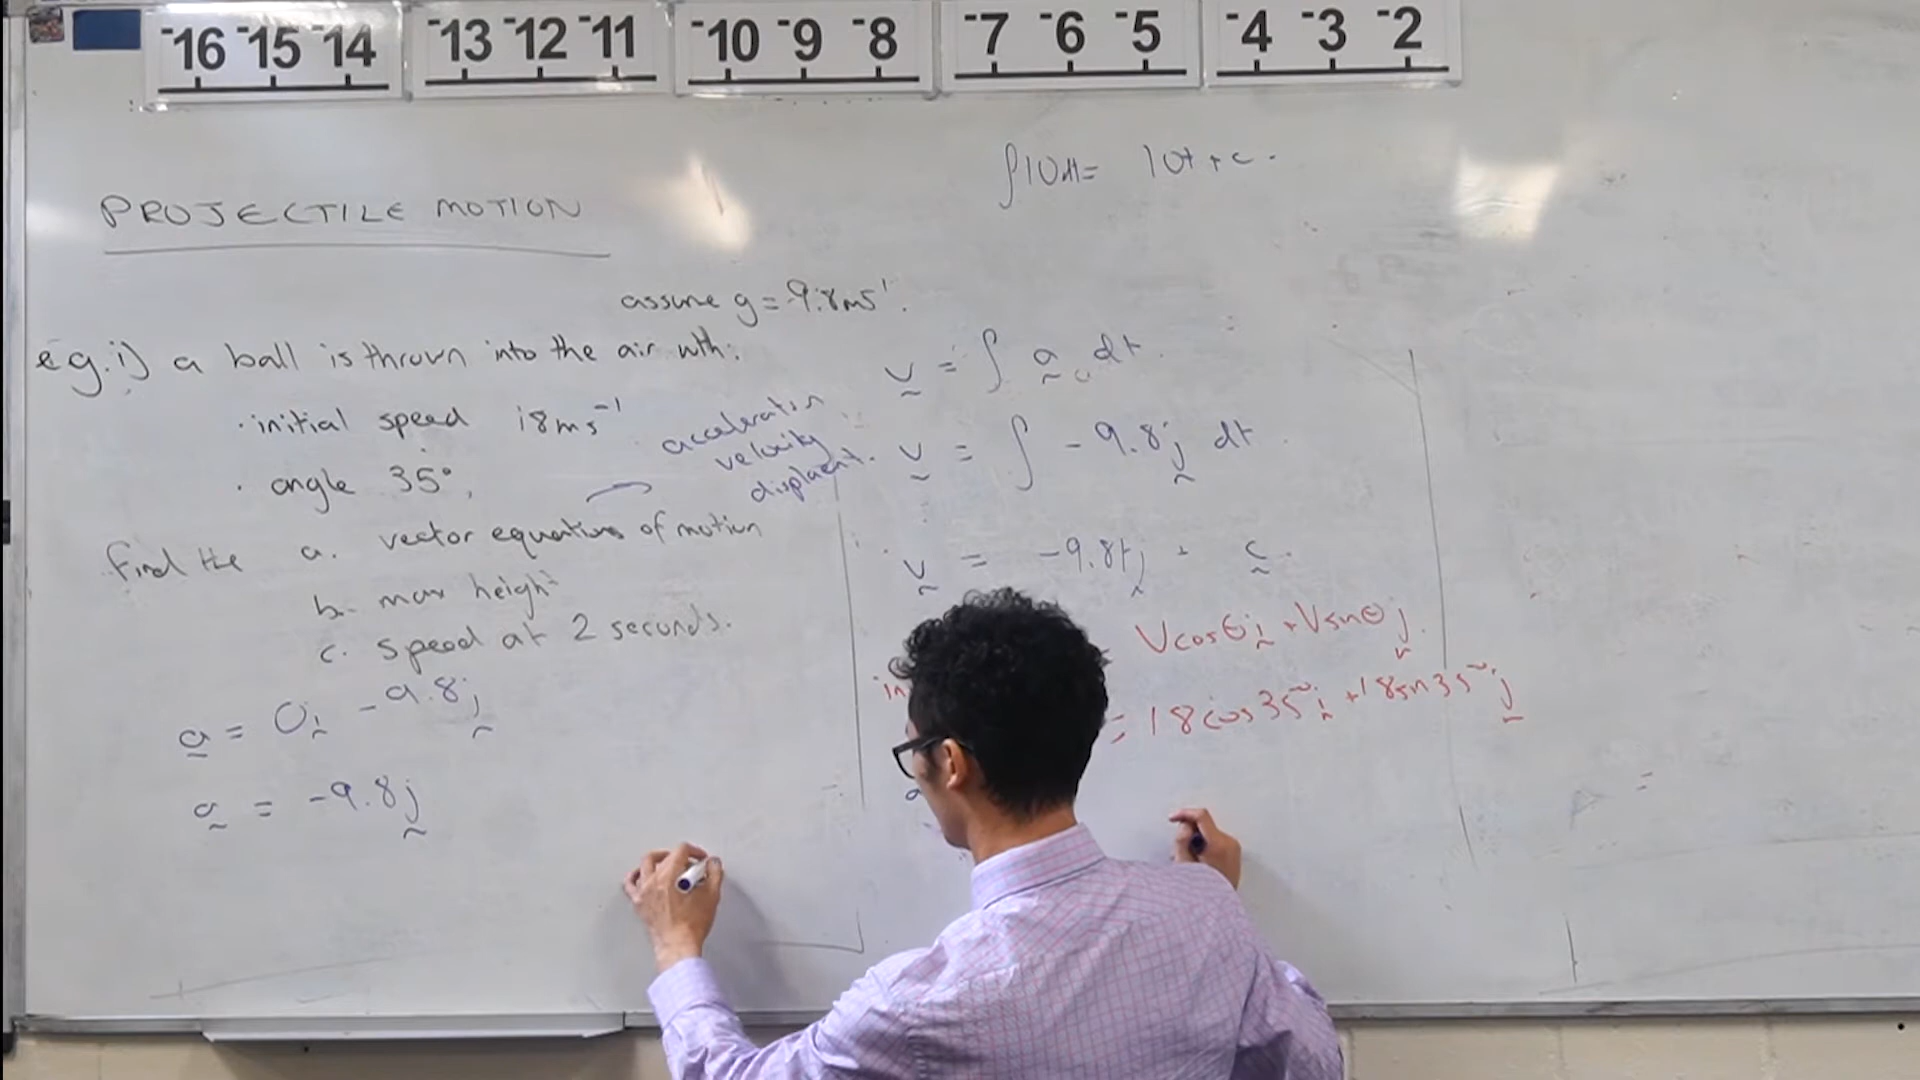 -16 -15 -14 -13 -12 -11 -10 -9 -8 -7 -6 -5 -4 -3 -2
∫10dt = 10t + c.
PROJECTILE MOTION
assume g = 9.8ms¹.
e.g. i) a ball is thrown into the air with:
· initial speed 18ms⁻¹
· angle 35°,
acceleration
velocity
displacent.
Find the a. vector equations of motion
b. max height
c. speed at 2 seconds.
a = 0i - 9.8j
a = -9.8j
v = ∫ a dt.
v = ∫ -9.8j dt
v = -9.8tj + c.
in
Vcosθi + Vsinθj
= 18cos35°i + 18sin35°j